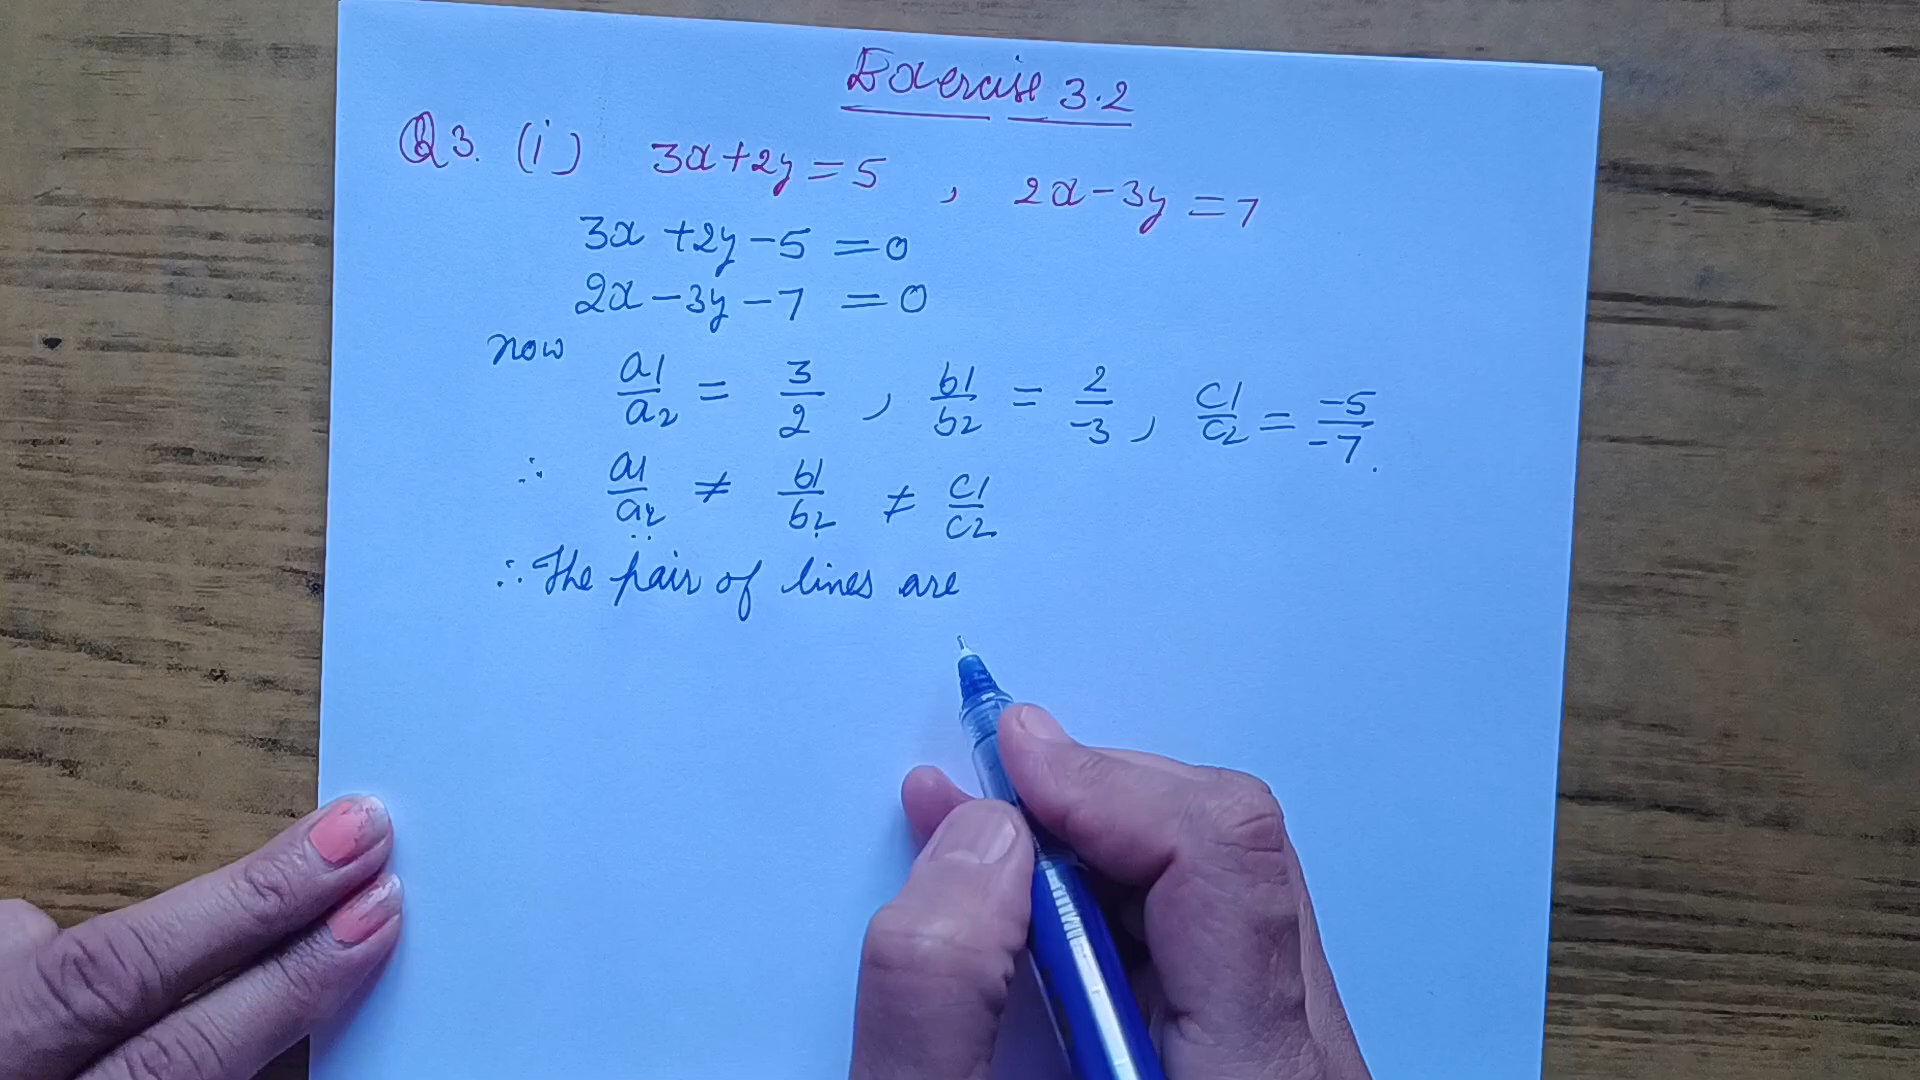 Exercise 3.2
Q3. (i) 3x+2y=5 , 2x-3y=7
3x+2y-5=0
2x-3y-7=0
now a1/a2 = 3/2 , b1/b2 = 2/-3 , c1/c2 = -5/-7.
∴ a1/a2 ≠ b1/b2 ≠ c1/c2
∴ The pair of lines are